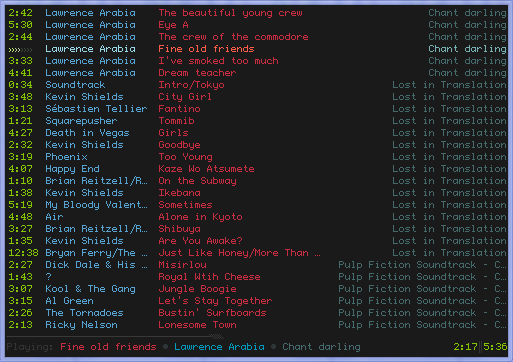 2:42 Lawrence Arabia The beautiful young crew Chant darling
5:30 Lawrence Arabia Eye A Chant darling
2:44 Lawrence Arabia The crew of the commodore Chant darling
»»»»» Lawrence Arabia Fine old friends Chant darling
3:33 Lawrence Arabia I've smoked too much Chant darling
4:41 Lawrence Arabia Dream teacher Chant darling
0:34 Soundtrack Intro/Tokyo Lost in Translation
3:48 Kevin Shields City Girl Lost in Translation
3:13 Sébastien Tellier Fantino Lost in Translation
1:21 Squarepusher Tommib Lost in Translation
4:27 Death in Vegas Girls Lost in Translation
2:32 Kevin Shields Goodbye Lost in Translation
3:19 Phoenix Too Young Lost in Translation
4:07 Happy End Kaze Wo Atsumete Lost in Translation
1:10 Brian Reitzell/R… On the Subway Lost in Translation
1:38 Kevin Shields Ikebana Lost in Translation
5:19 My Bloody Valent… Sometimes Lost in Translation
4:48 Air Alone in Kyoto Lost in Translation
3:27 Brian Reitzell/R… Shibuya Lost in Translation
1:35 Kevin Shields Are You Awake? Lost in Translation
12:38 Bryan Ferry/The … Just Like Honey/More Than … Lost in Translation
2:27 Dick Dale & His … Misirlou Pulp Fiction Soundtrack - C…
1:43 ? Royal Wtih Cheese Pulp Fiction Soundtrack - C…
3:07 Kool & The Gang Jungle Boogie Pulp Fiction Soundtrack - C…
3:15 Al Green Let's Stay Together Pulp Fiction Soundtrack - C…
2:26 The Tornadoes Bustin' Surfboards Pulp Fiction Soundtrack - C…
2:13 Ricky Nelson Lonesome Town Pulp Fiction Soundtrack - C…
Playing: Fine old friends • Lawrence Arabia • Chant darling 2:17 5:36